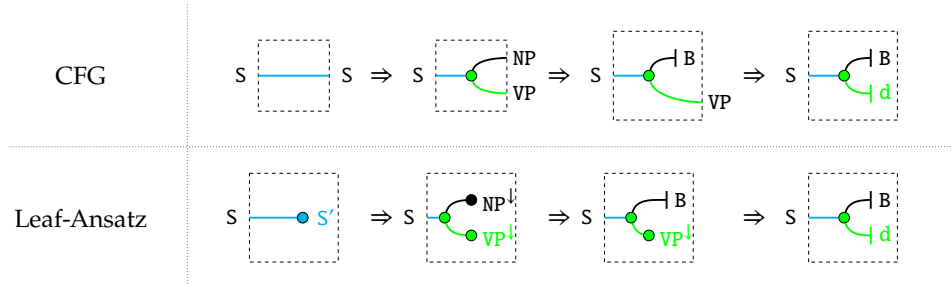 CFG S S ⇒ S NP VP ⇒ S B VP ⇒ S B d
Leaf-Ansatz S S′ ⇒ S NP↓ VP↓ ⇒ S B VP↓ ⇒ S B d